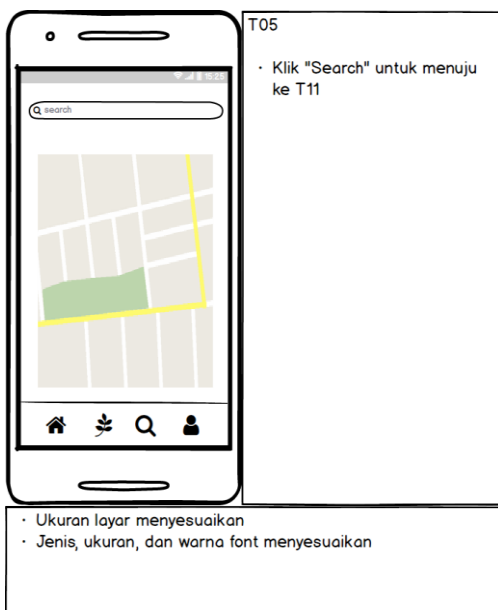 T05
· Klik "Search" untuk menuju
ke T11
15:25
search
· Ukuran layar menyesuaikan
· Jenis, ukuran, dan warna font menyesuaikan